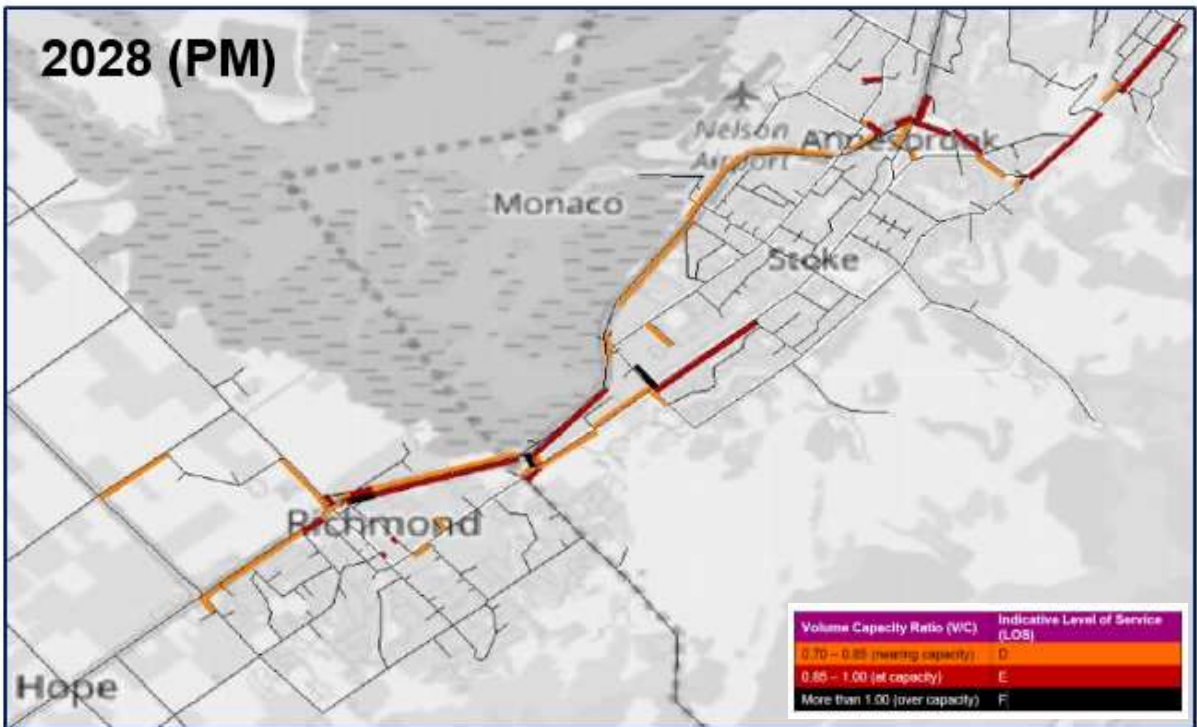 2028 (PM)
Nelson
Airport
Annesbrook
Monaco
Stoke
Richmond
Hope
Volume Capacity Ratio (V/C) Indicative Level of Service (LOS)
0.70 – 0.85 (nearing capacity) D
0.85 – 1.00 (at capacity) E
More than 1.00 (over capacity) F